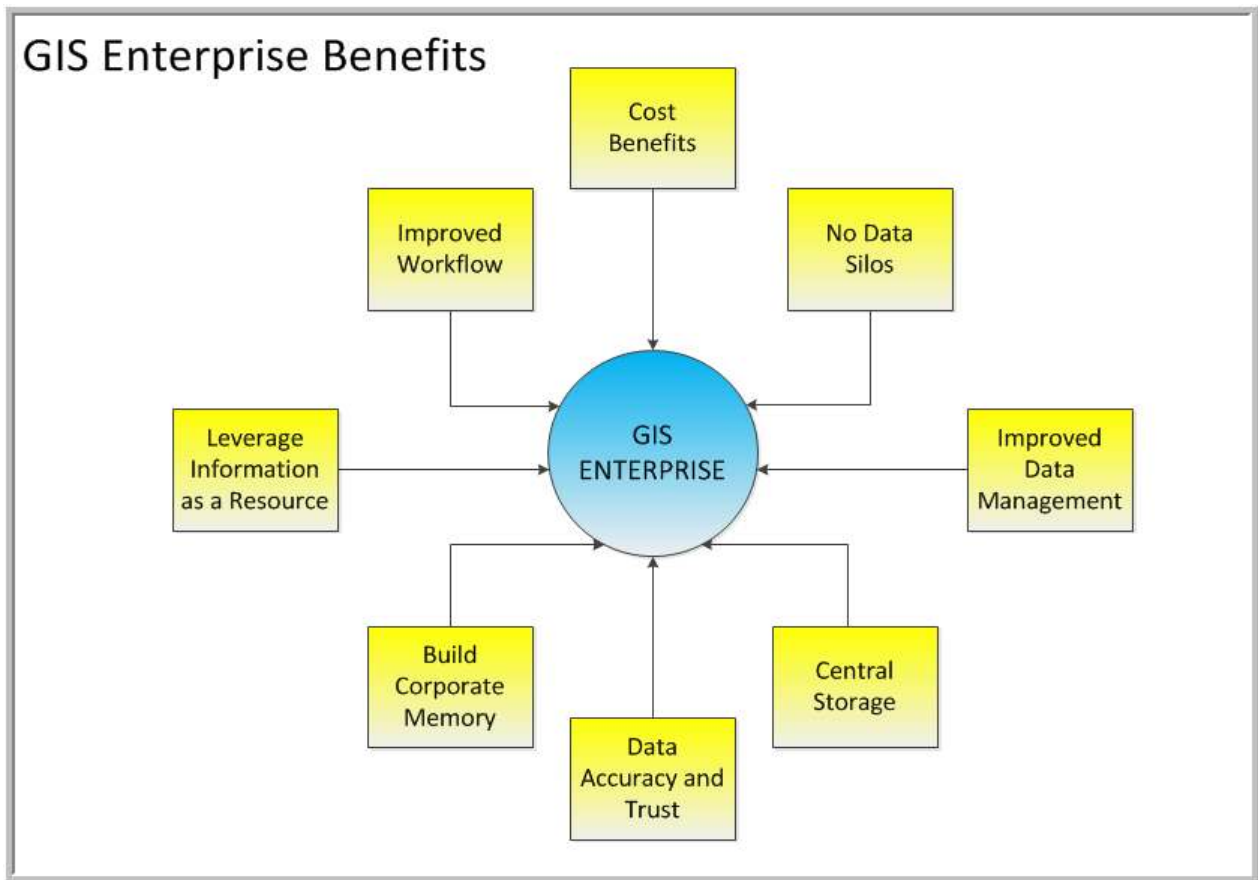 GIS Enterprise Benefits
Cost
Benefits
Improved
Workflow
No Data
Silos
GIS
ENTERPRISE
Leverage
Information
as a Resource
Improved
Data
Management
Build
Corporate
Memory
Central
Storage
Data
Accuracy and
Trust